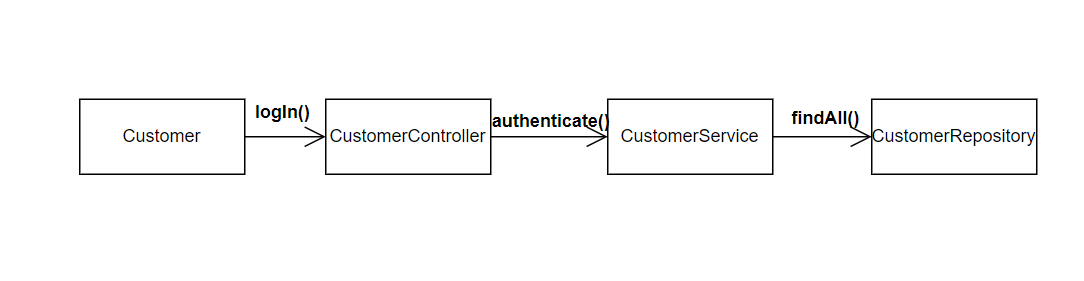 Customer
logIn()
CustomerController
authenticate()
CustomerService
findAll()
CustomerRepository